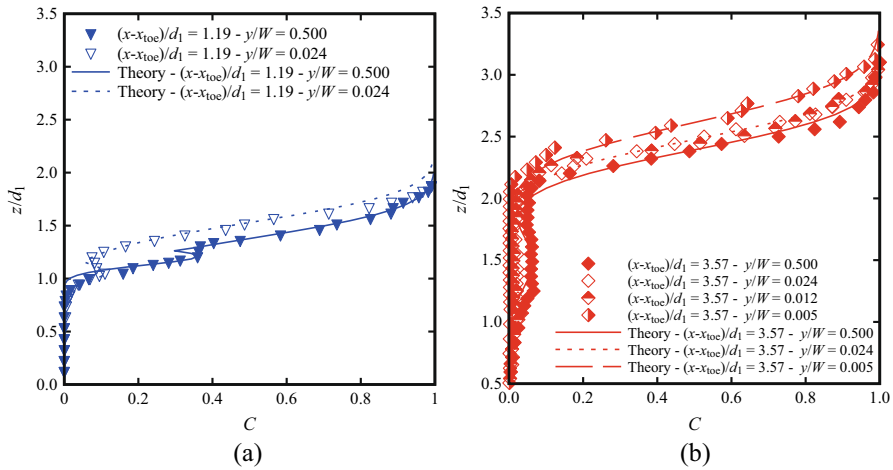 3.5
3.0
2.5
2.0
1.5
1.0
0.5
0.0
z/d₁
(x-xₜₒₑ)/d₁ = 1.19 - y/W = 0.500
(x-xₜₒₑ)/d₁ = 1.19 - y/W = 0.024
Theory - (x-xₜₒₑ)/d₁ = 1.19 - y/W = 0.500
Theory - (x-xₜₒₑ)/d₁ = 1.19 - y/W = 0.024
0 0.2 0.4 0.6 0.8 1
C
(a)
3.5
3.0
2.5
2.0
1.5
1.0
0.5
z/d₁
(x-xₜₒₑ)/d₁ = 3.57 - y/W = 0.500
(x-xₜₒₑ)/d₁ = 3.57 - y/W = 0.024
(x-xₜₒₑ)/d₁ = 3.57 - y/W = 0.012
(x-xₜₒₑ)/d₁ = 3.57 - y/W = 0.005
Theory - (x-xₜₒₑ)/d₁ = 3.57 - y/W = 0.500
Theory - (x-xₜₒₑ)/d₁ = 3.57 - y/W = 0.024
Theory - (x-xₜₒₑ)/d₁ = 3.57 - y/W = 0.005
0.0 0.2 0.4 0.6 0.8 1.0
C
(b)